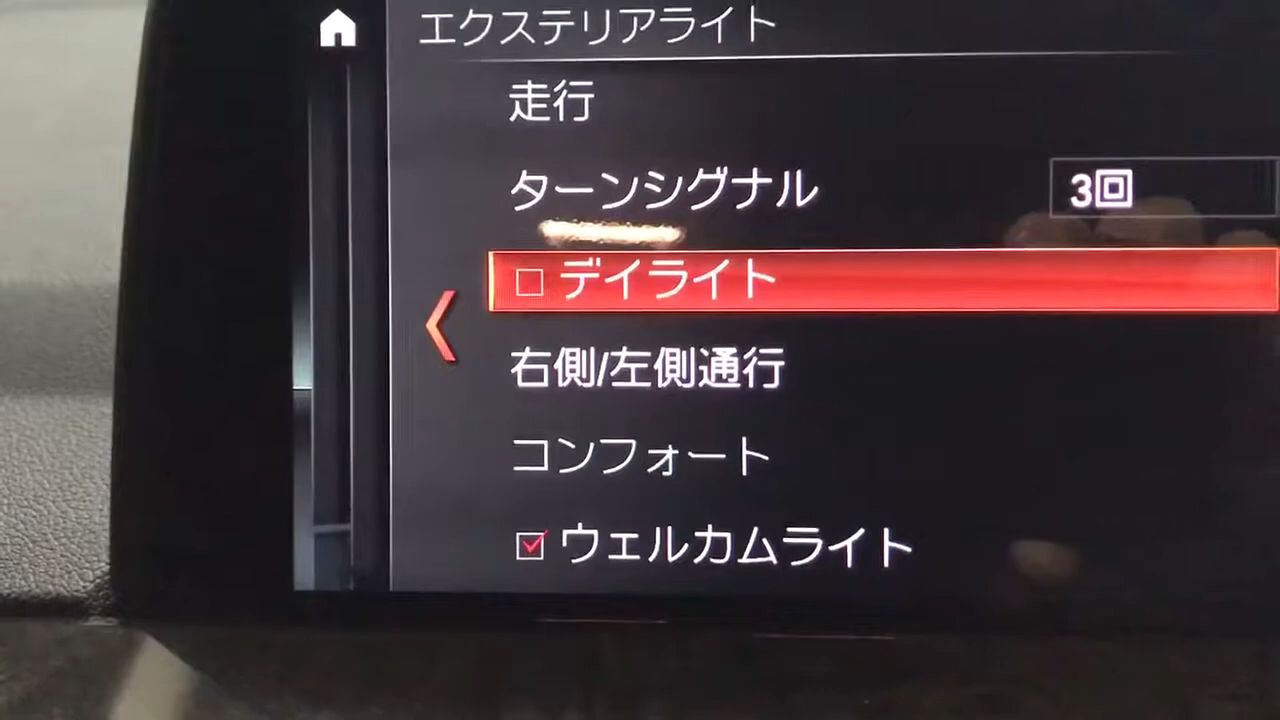 エクステリアライト
走行
ターンシグナル 3回
デイライト
右側/左側通行
コンフォート
ウェルカムライト